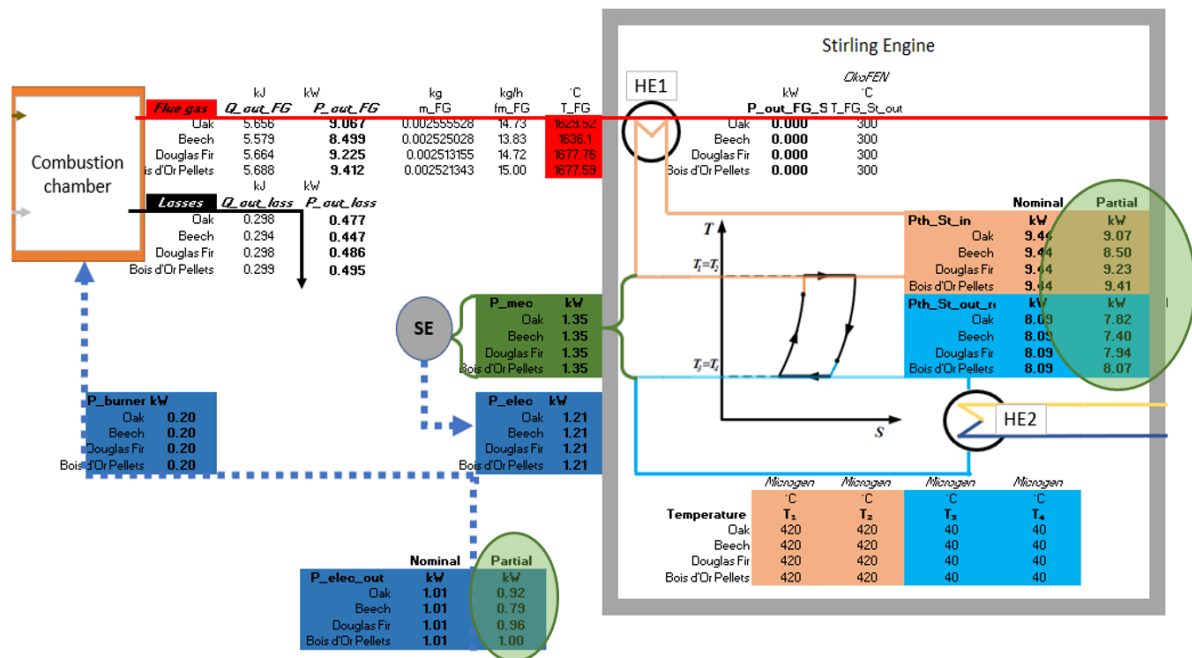 Stirling Engine
ÖkoFEN
kJ kW kg kg/h °C
Flue gas Q_out_FG P_out_FG m_FG fm_FG T_FG
Oak 5.656 9.067 0.002555528 14.73 1629.52
Beech 5.579 8.499 0.002525028 13.83 1636.1
Douglas Fir 5.664 9.225 0.002513155 14.72 1677.76
Bois d'Or Pellets 5.688 9.412 0.002521343 15.00 1677.59
HE1
kW °C
P_out_FG_S T_FG_St_out
Oak 0.000 300
Beech 0.000 300
Douglas Fir 0.000 300
Bois d'Or Pellets 0.000 300
Combustion
chamber
kJ kW
Losses Q_out_loss P_out_loss
Oak 0.298 0.477
Beech 0.294 0.447
Douglas Fir 0.298 0.486
Bois d'Or Pellets 0.299 0.495
Nominal Partial
Pth_St_in kW kW
Oak 9.44 9.07
Beech 9.44 8.50
Douglas Fir 9.44 9.23
Bois d'Or Pellets 9.44 9.41
Pth_St_out_re kW kW
Oak 8.09 7.82
Beech 8.09 7.40
Douglas Fir 8.09 7.94
Bois d'Or Pellets 8.09 8.07
T
T₁=T₂
T₃=T₄
S
SE
P_mec kW
Oak 1.35
Beech 1.35
Douglas Fir 1.35
Bois d'Or Pellets 1.35
P_burner kW
Oak 0.20
Beech 0.20
Douglas Fir 0.20
Bois d'Or Pellets 0.20
P_elec kW
Oak 1.21
Beech 1.21
Douglas Fir 1.21
Bois d'Or Pellets 1.21
HE2
Microgen Microgen Microgen Microgen
°C °C °C °C
Temperature T₁ T₂ T₃ T₄
Oak 420 420 40 40
Beech 420 420 40 40
Douglas Fir 420 420 40 40
Bois d'Or Pellets 420 420 40 40
Nominal Partial
P_elec_out kW kW
Oak 1.01 0.92
Beech 1.01 0.79
Douglas Fir 1.01 0.96
Bois d'Or Pellets 1.01 1.00